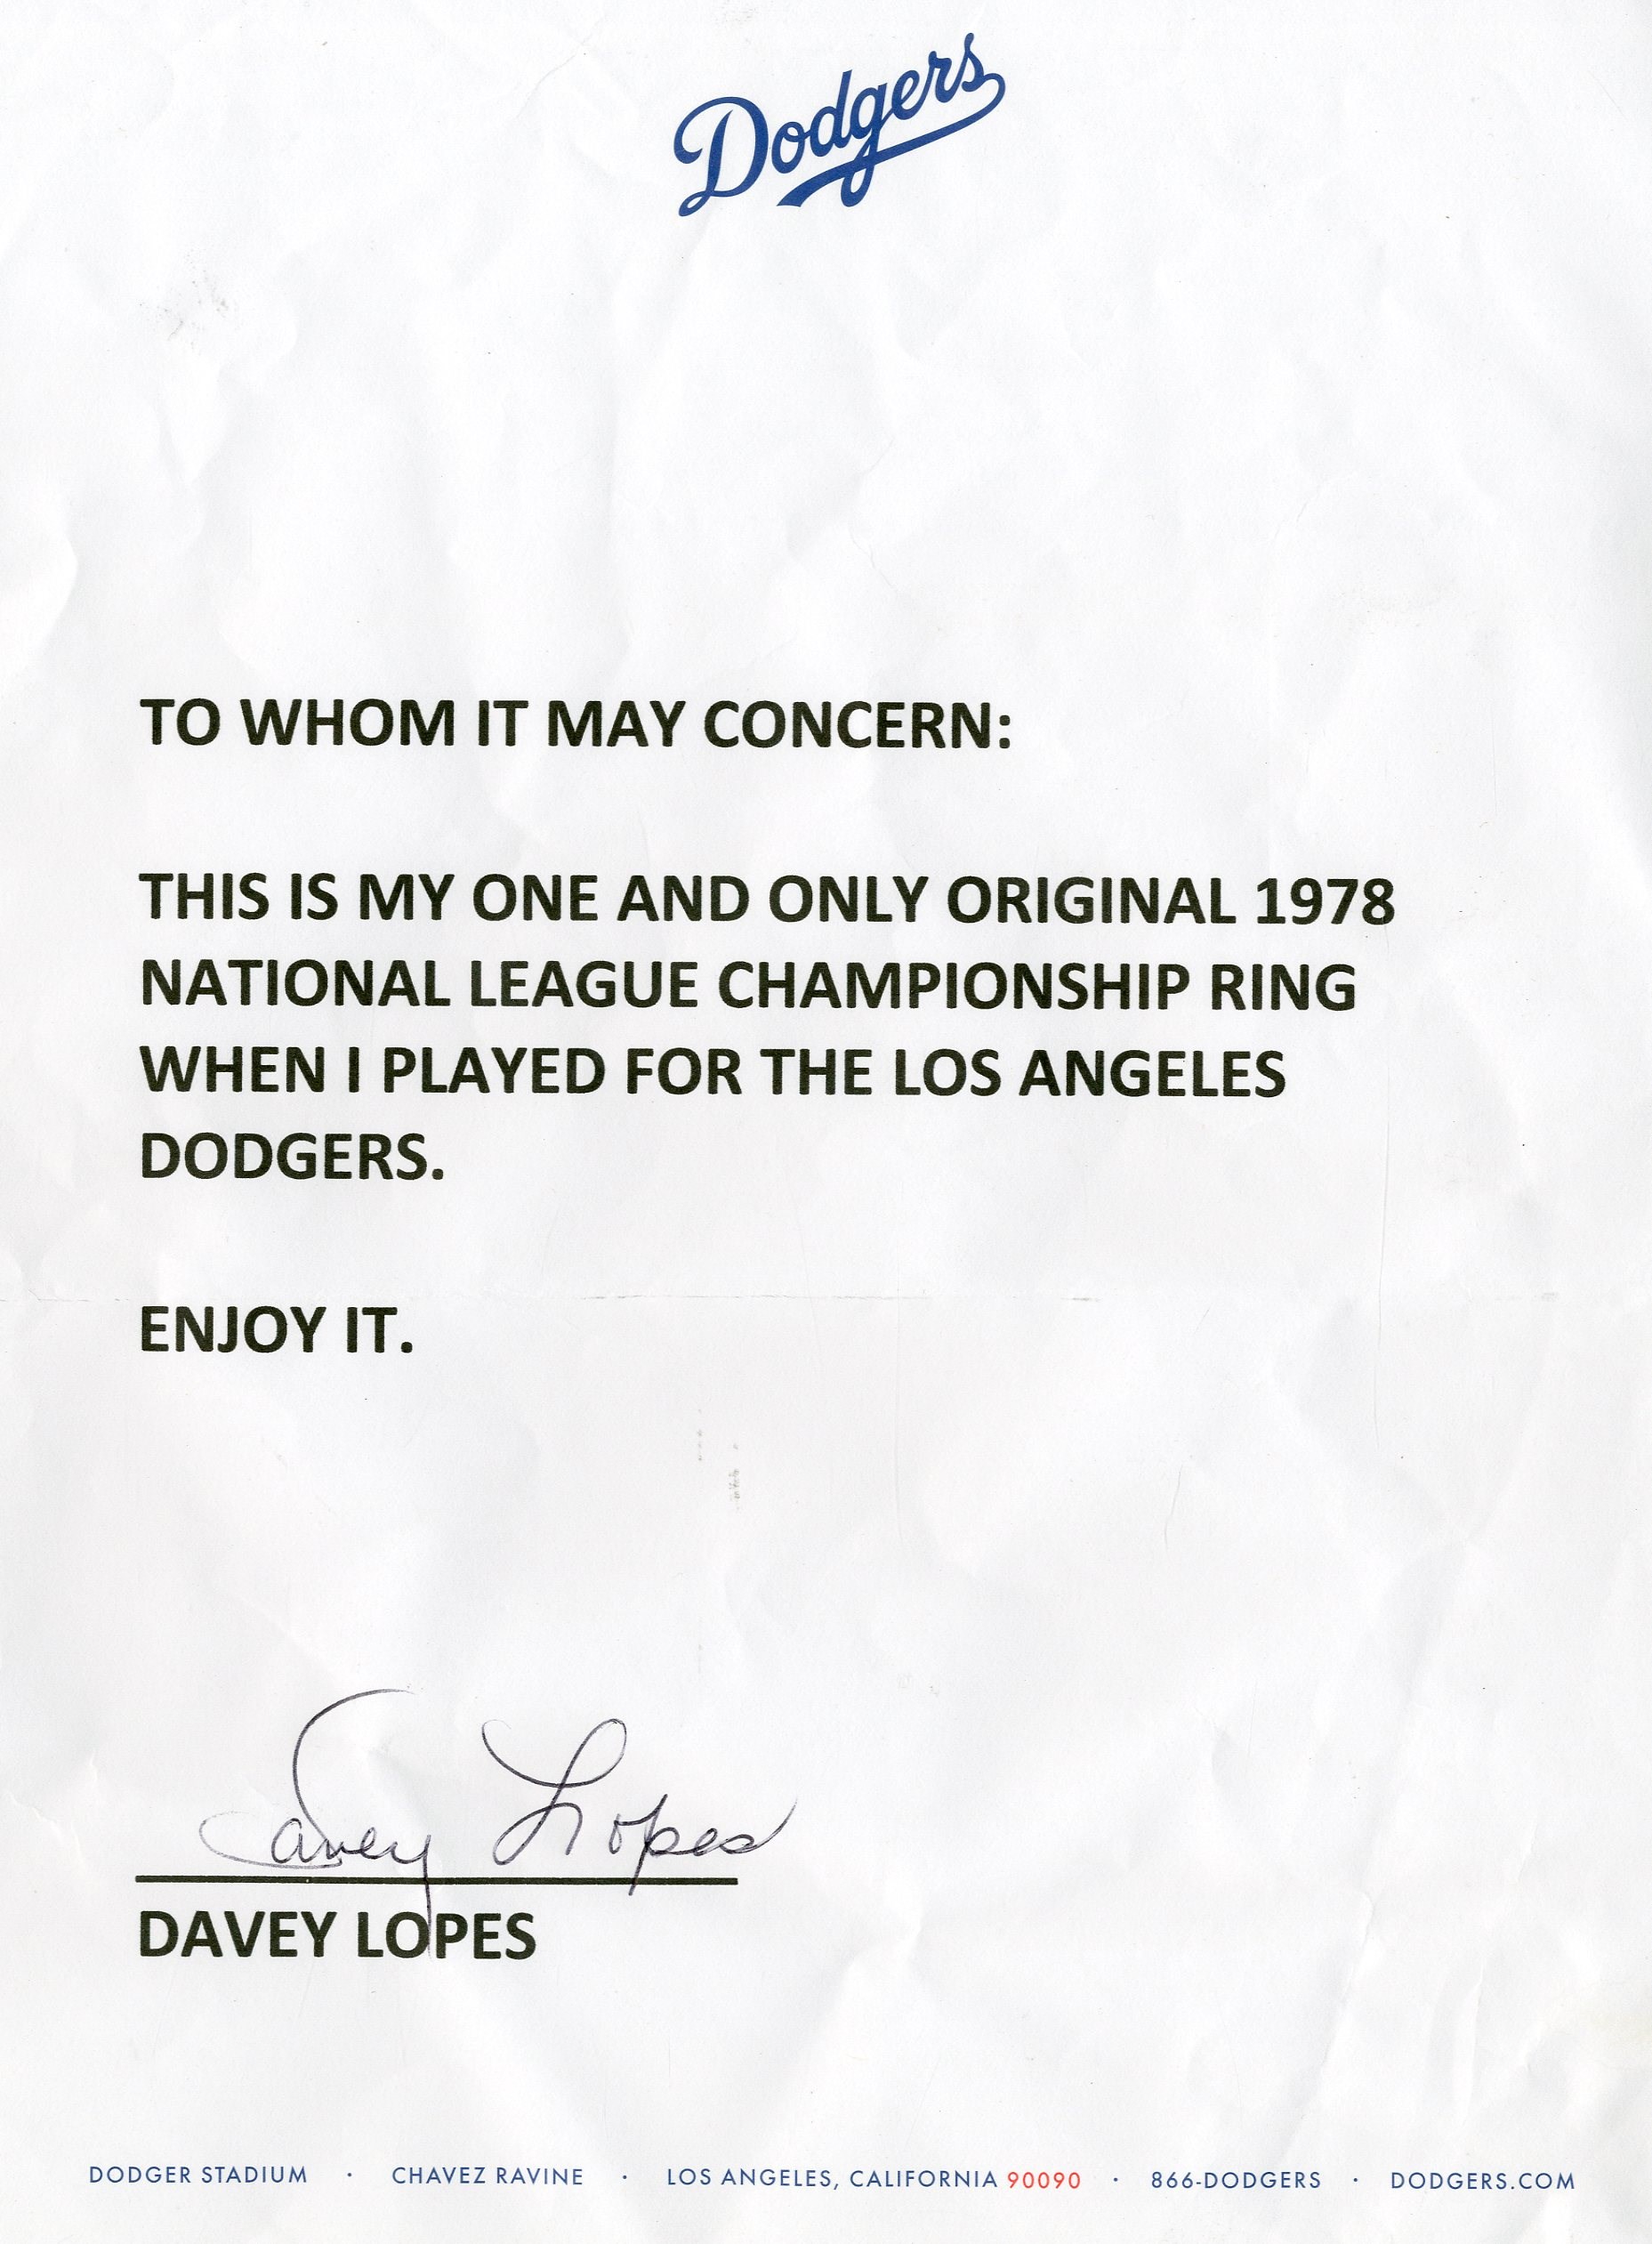 Dodgers
TO WHOM IT MAY CONCERN:
THIS IS MY ONE AND ONLY ORIGINAL 1978
NATIONAL LEAGUE CHAMPIONSHIP RING
WHEN I PLAYED FOR THE LOS ANGELES
DODGERS.
ENJOY IT.
Davey Lopes
DAVEY LOPES
DODGER STADIUM · CHAVEZ RAVINE · LOS ANGELES, CALIFORNIA 90090 · 866-DODGERS · DODGERS.COM